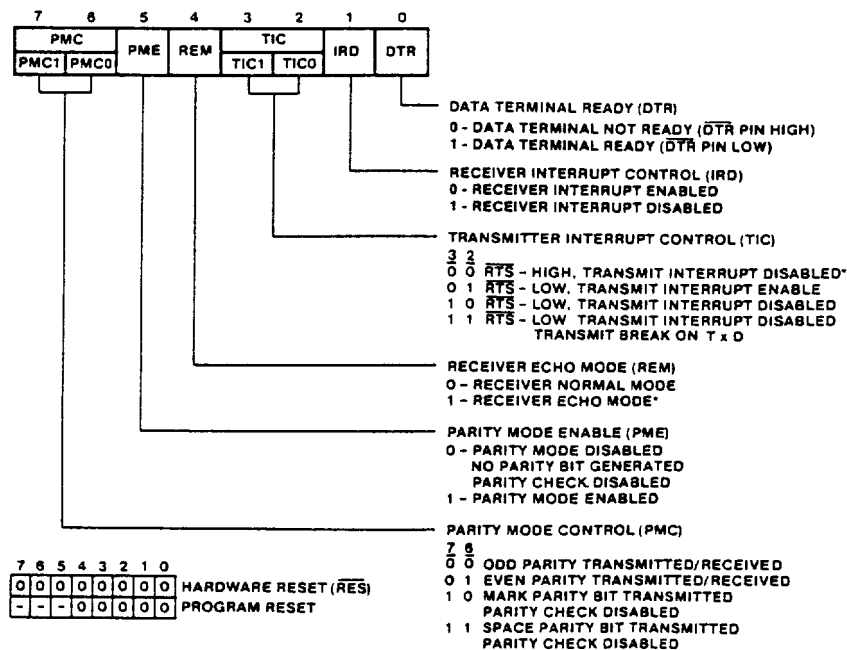 7 6 5 4 3 2 1 0
PMC PME REM TIC IRD DTR
PMC1 PMC0 TIC1 TIC0
DATA TERMINAL READY (DTR)
0 - DATA TERMINAL NOT READY (DTR PIN HIGH)
1 - DATA TERMINAL READY (DTR PIN LOW)
RECEIVER INTERRUPT CONTROL (IRD)
0 - RECEIVER INTERRUPT ENABLED
1 - RECEIVER INTERRUPT DISABLED
TRANSMITTER INTERRUPT CONTROL (TIC)
3 2
0 0 RTS - HIGH, TRANSMIT INTERRUPT DISABLED*
0 1 RTS - LOW, TRANSMIT INTERRUPT ENABLE
1 0 RTS - LOW, TRANSMIT INTERRUPT DISABLED
1 1 RTS - LOW TRANSMIT INTERRUPT DISABLED
TRANSMIT BREAK ON T x D
RECEIVER ECHO MODE (REM)
0 - RECEIVER NORMAL MODE
1 - RECEIVER ECHO MODE*
PARITY MODE ENABLE (PME)
0 - PARITY MODE DISABLED
NO PARITY BIT GENERATED
PARITY CHECK DISABLED
1 - PARITY MODE ENABLED
PARITY MODE CONTROL (PMC)
7 6
0 0 ODD PARITY TRANSMITTED/RECEIVED
0 1 EVEN PARITY TRANSMITTED/RECEIVED
1 0 MARK PARITY BIT TRANSMITTED
PARITY CHECK DISABLED
1 1 SPACE PARITY BIT TRANSMITTED
PARITY CHECK DISABLED
7 6 5 4 3 2 1 0
0 0 0 0 0 0 0 0 HARDWARE RESET (RES)
- - - 0 0 0 0 0 PROGRAM RESET